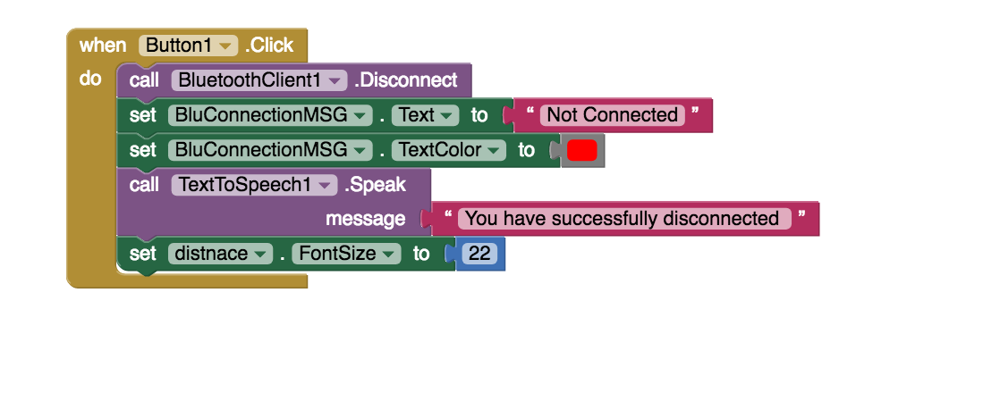 when Button1 .Click
do call BluetoothClient1 .Disconnect
set BluConnectionMSG . Text to “ Not Connected ”
set BluConnectionMSG . TextColor to
call TextToSpeech1 .Speak
message “ You have successfully disconnected ”
set distnace . FontSize to 22